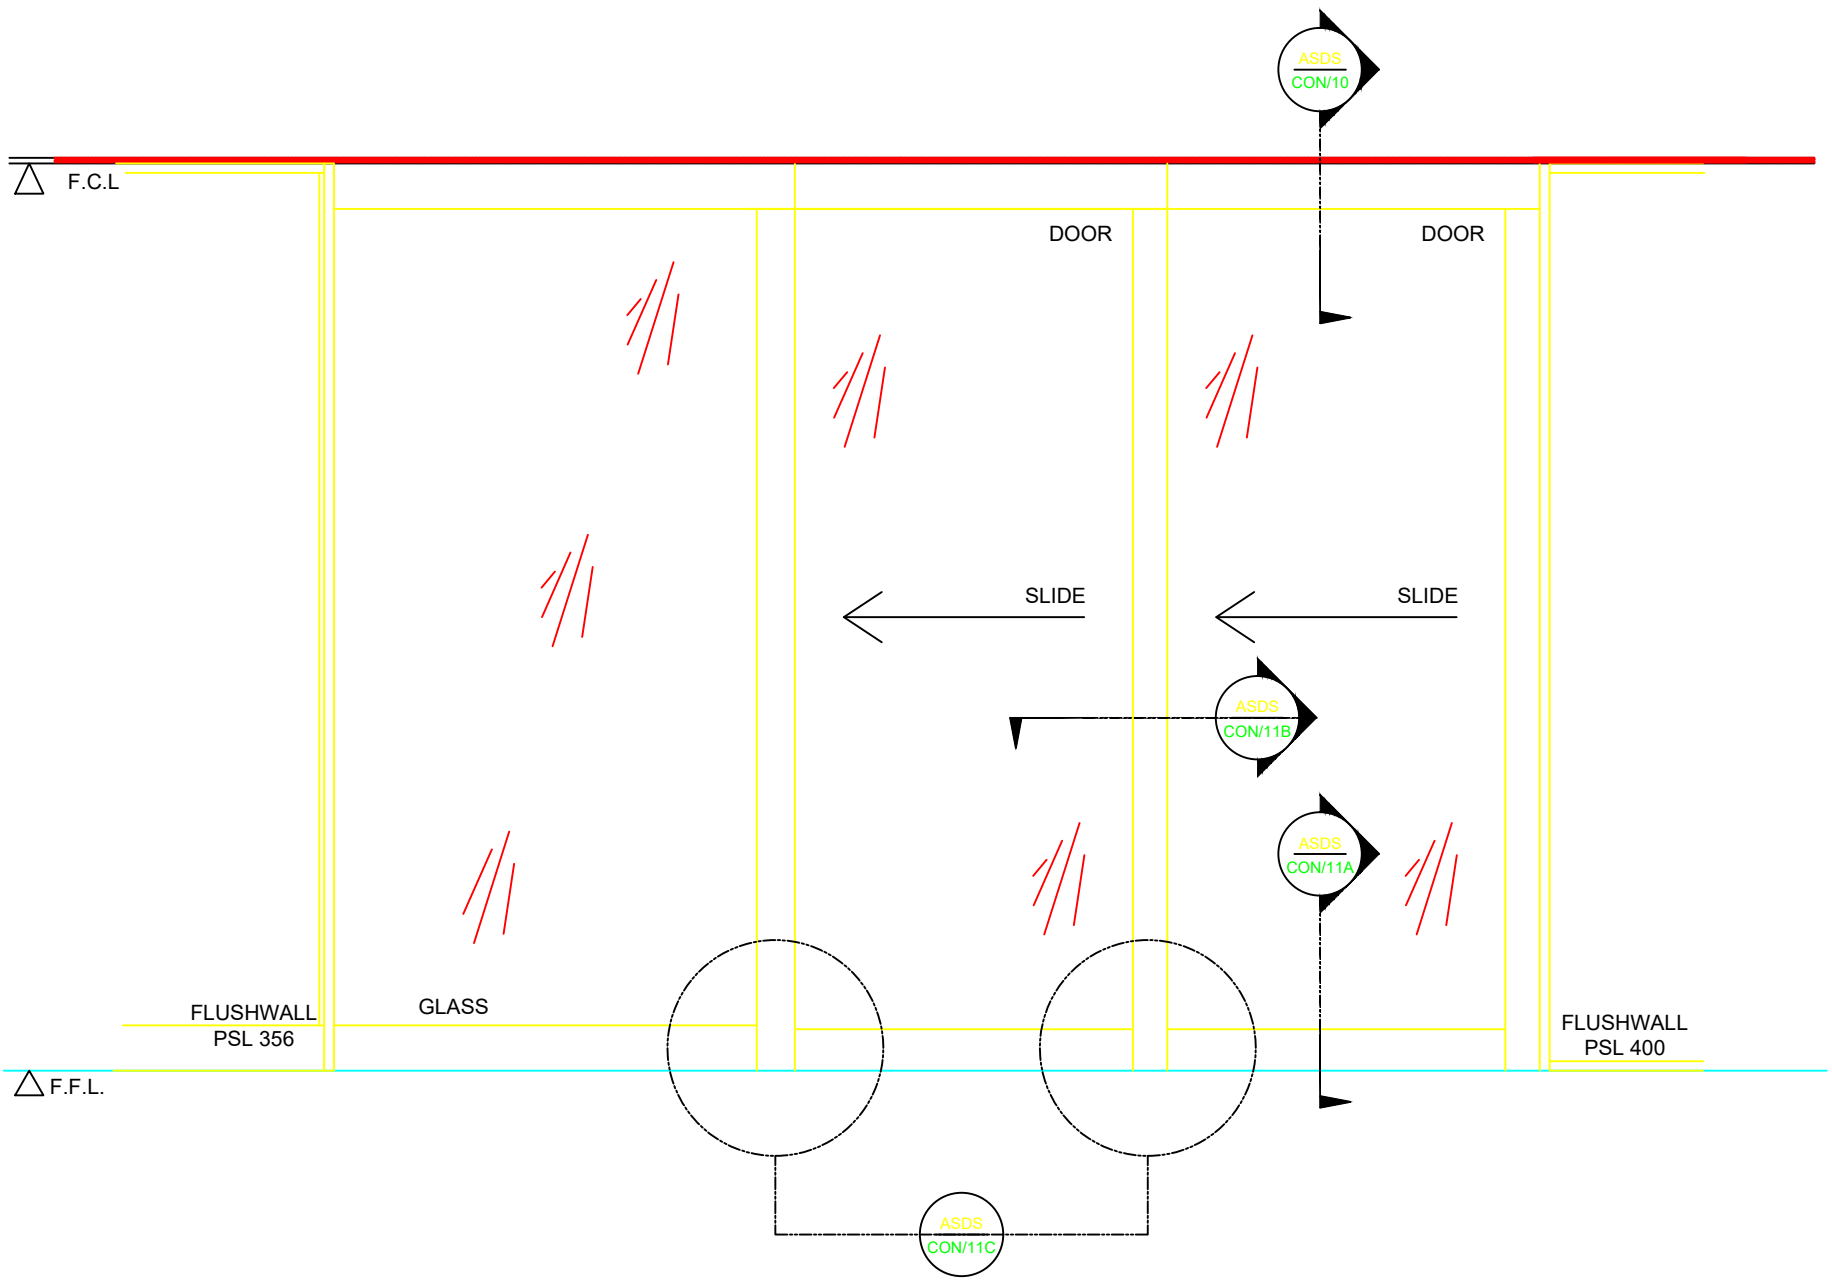 ASDS
CON/10
F.C.L
DOOR
DOOR
SLIDE
SLIDE
ASDS
CON/11B
ASDS
CON/11A
FLUSHWALL
PSL 356
GLASS
FLUSHWALL
PSL 400
F.F.L.
ASDS
CON/11C